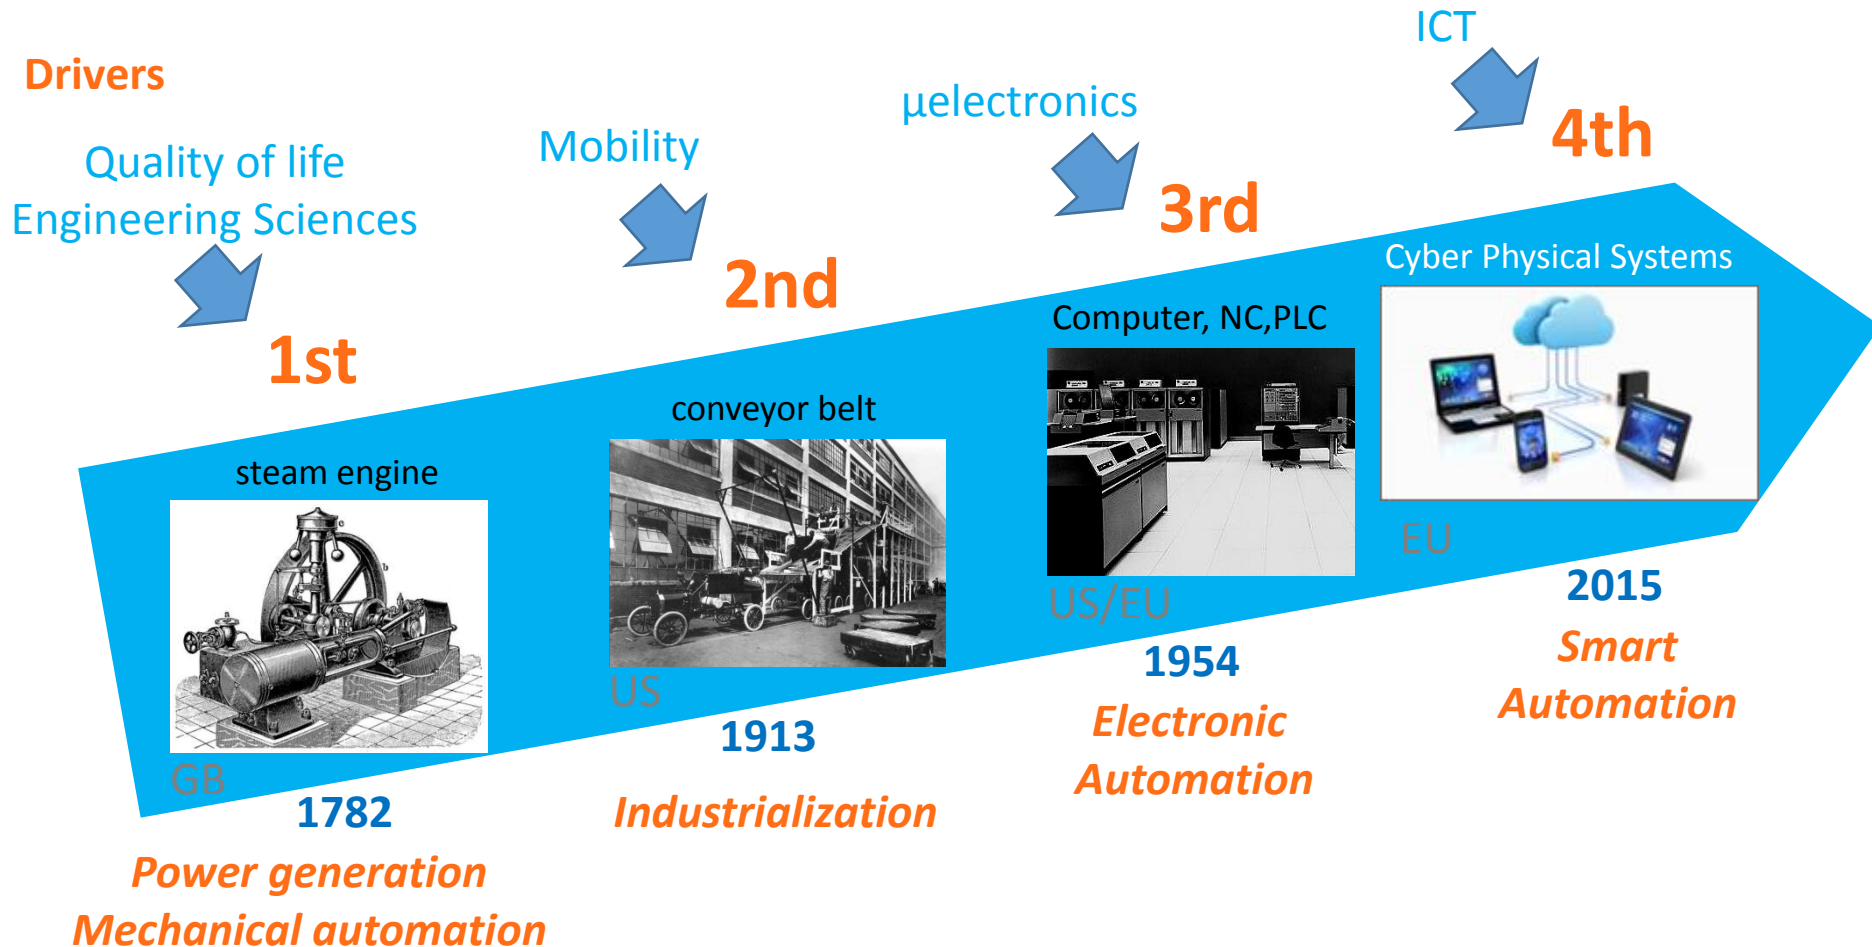 Drivers
Quality of life
Engineering Sciences
1st
steam engine
GB
1782
Power generation
Mechanical automation
Mobility
2nd
conveyor belt
US
1913
Industrialization
µelectronics
3rd
Computer, NC,PLC
US/EU
1954
Electronic
Automation
ICT
4th
Cyber Physical Systems
EU
2015
Smart
Automation